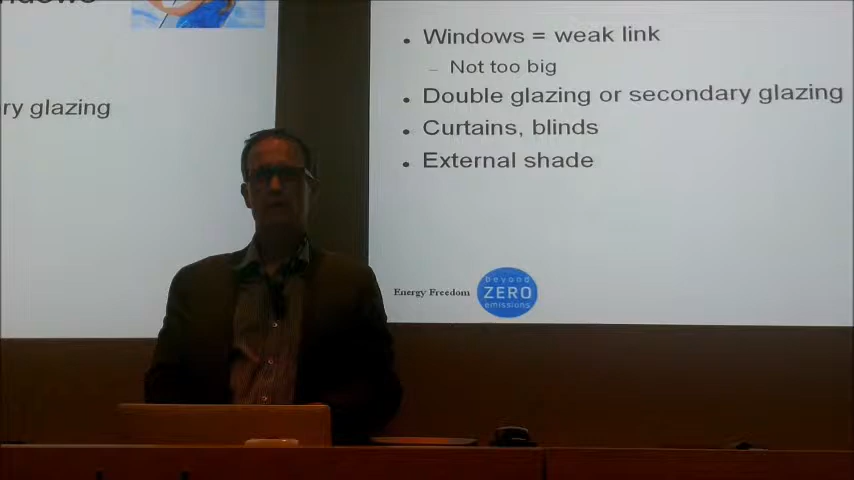 ry glazing
• Windows = weak link
– Not too big
• Double glazing or secondary glazing
• Curtains, blinds
• External shade
Energy Freedom
beyond
ZERO
emissions